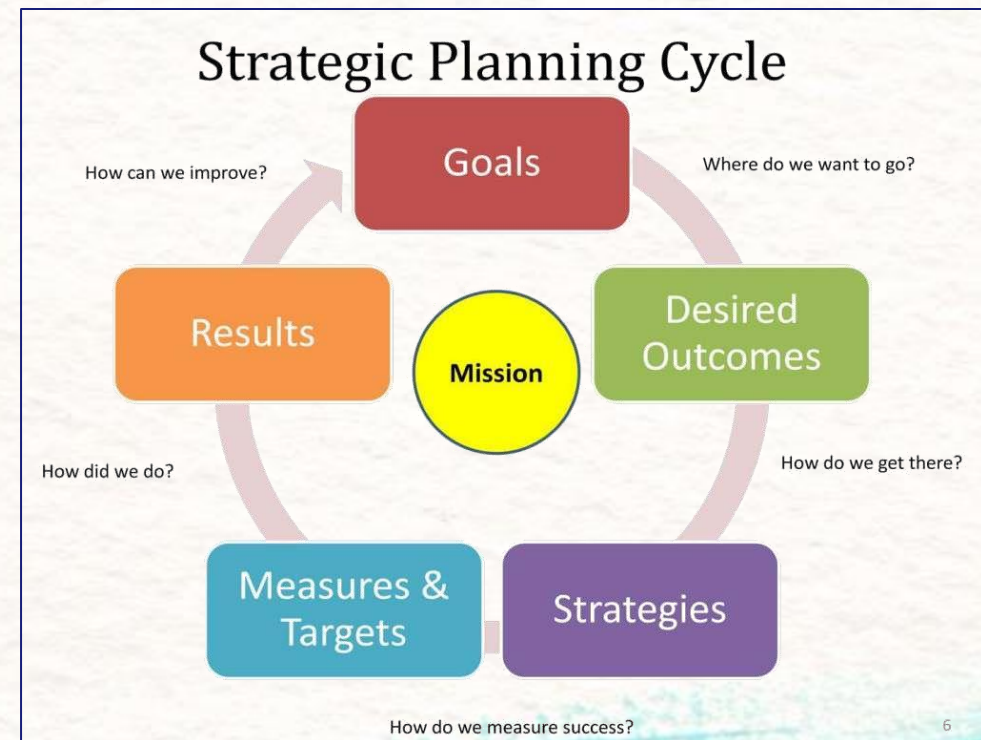 Strategic Planning Cycle
Goals
Where do we want to go?
Desired
Outcomes
How do we get there?
Strategies
How do we measure success?
Measures &
Targets
How did we do?
Results
How can we improve?
Mission
6